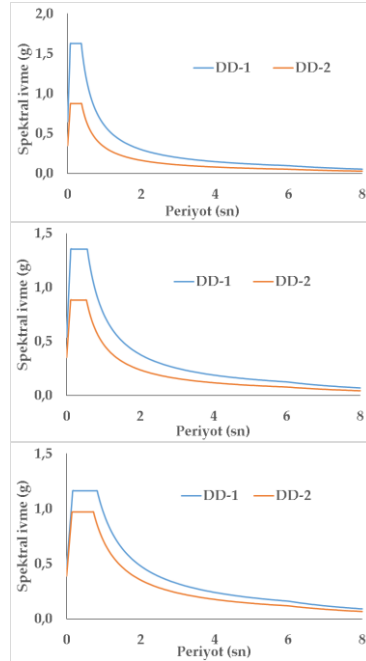 2,0
1,5
1,0
0,5
0,0
Spektral ivme (g)
DD-1 DD-2
0 2 4 6 8
Periyot (sn)
1,5
1,0
0,5
0,0
Spektral ivme (g)
DD-1 DD-2
0 2 4 6 8
Periyot (sn)
1,5
1,0
0,5
0,0
Spektral ivme (g)
DD-1 DD-2
0 2 4 6 8
Periyot (sn)